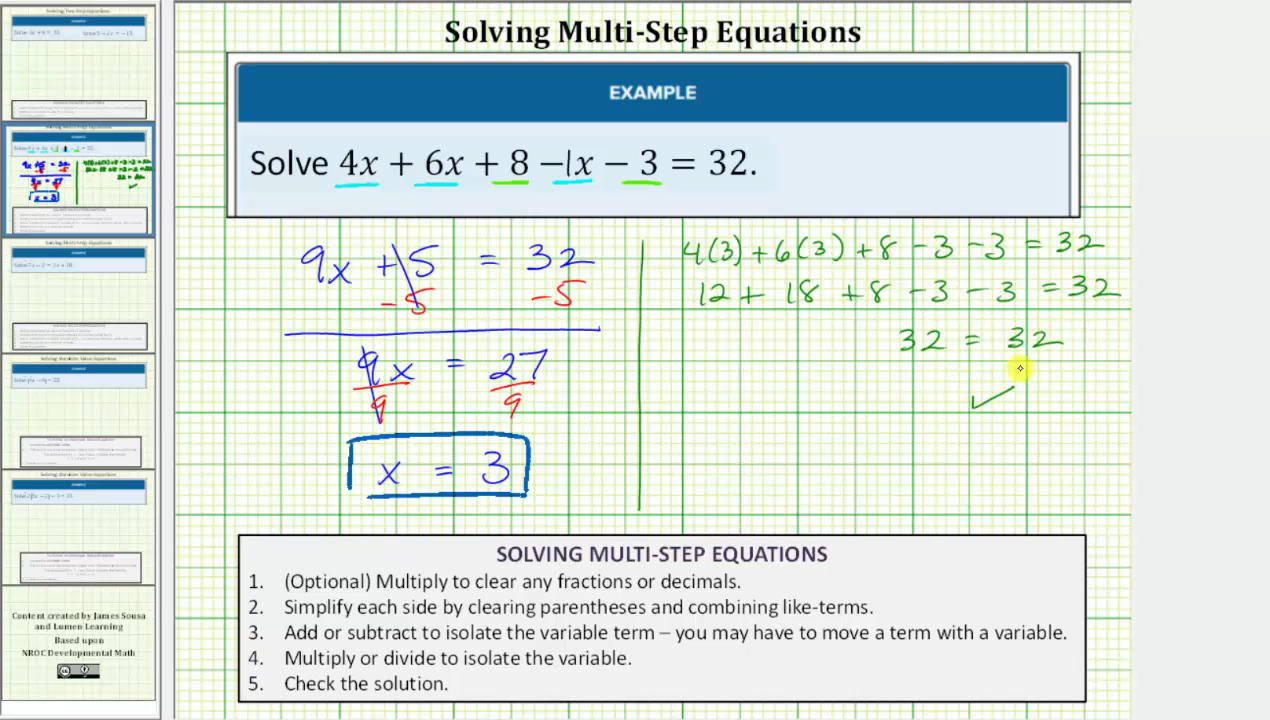 Solving Multi-Step Equations
EXAMPLE
Solve 4x + 6x + 8 − 1x − 3 = 32.
9x + 5 = 32
-5 -5
9x = 27
9 9
x = 3
4(3) + 6(3) + 8 - 3 - 3 = 32
12 + 18 + 8 - 3 - 3 = 32
32 = 32
✓
SOLVING MULTI-STEP EQUATIONS
1. (Optional) Multiply to clear any fractions or decimals.
2. Simplify each side by clearing parentheses and combining like-terms.
3. Add or subtract to isolate the variable term – you may have to move a term with a variable.
4. Multiply or divide to isolate the variable.
5. Check the solution.
Content created by James Sousa
and Lumen Learning
Based upon
NROC Developmental Math